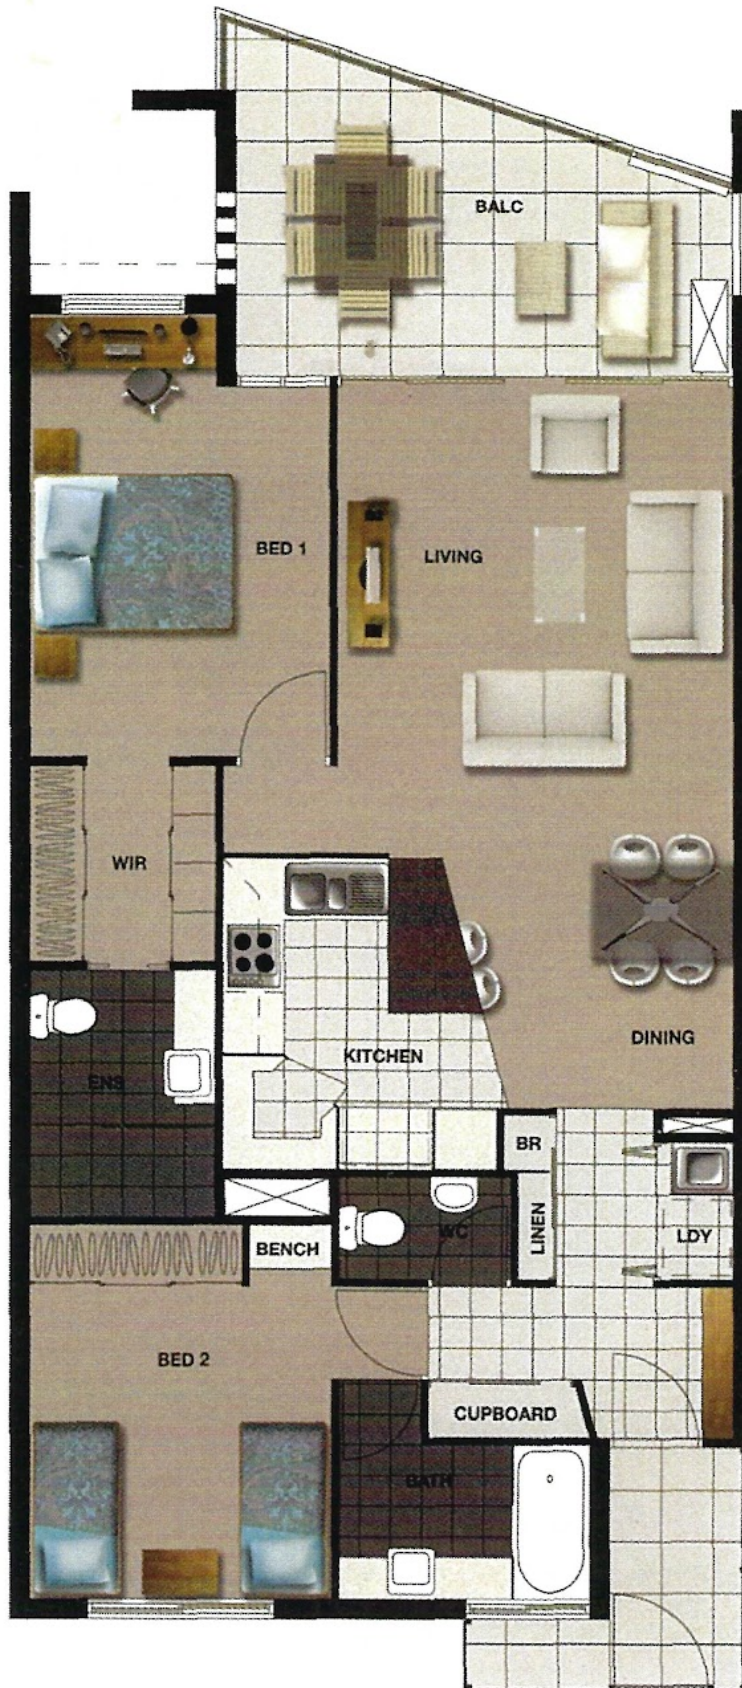 BALC
BED 1
LIVING
WIR
DINING
KITCHEN
ENS
BR
LINEN
LDY
WC
BENCH
BED 2
CUPBOARD
BATH